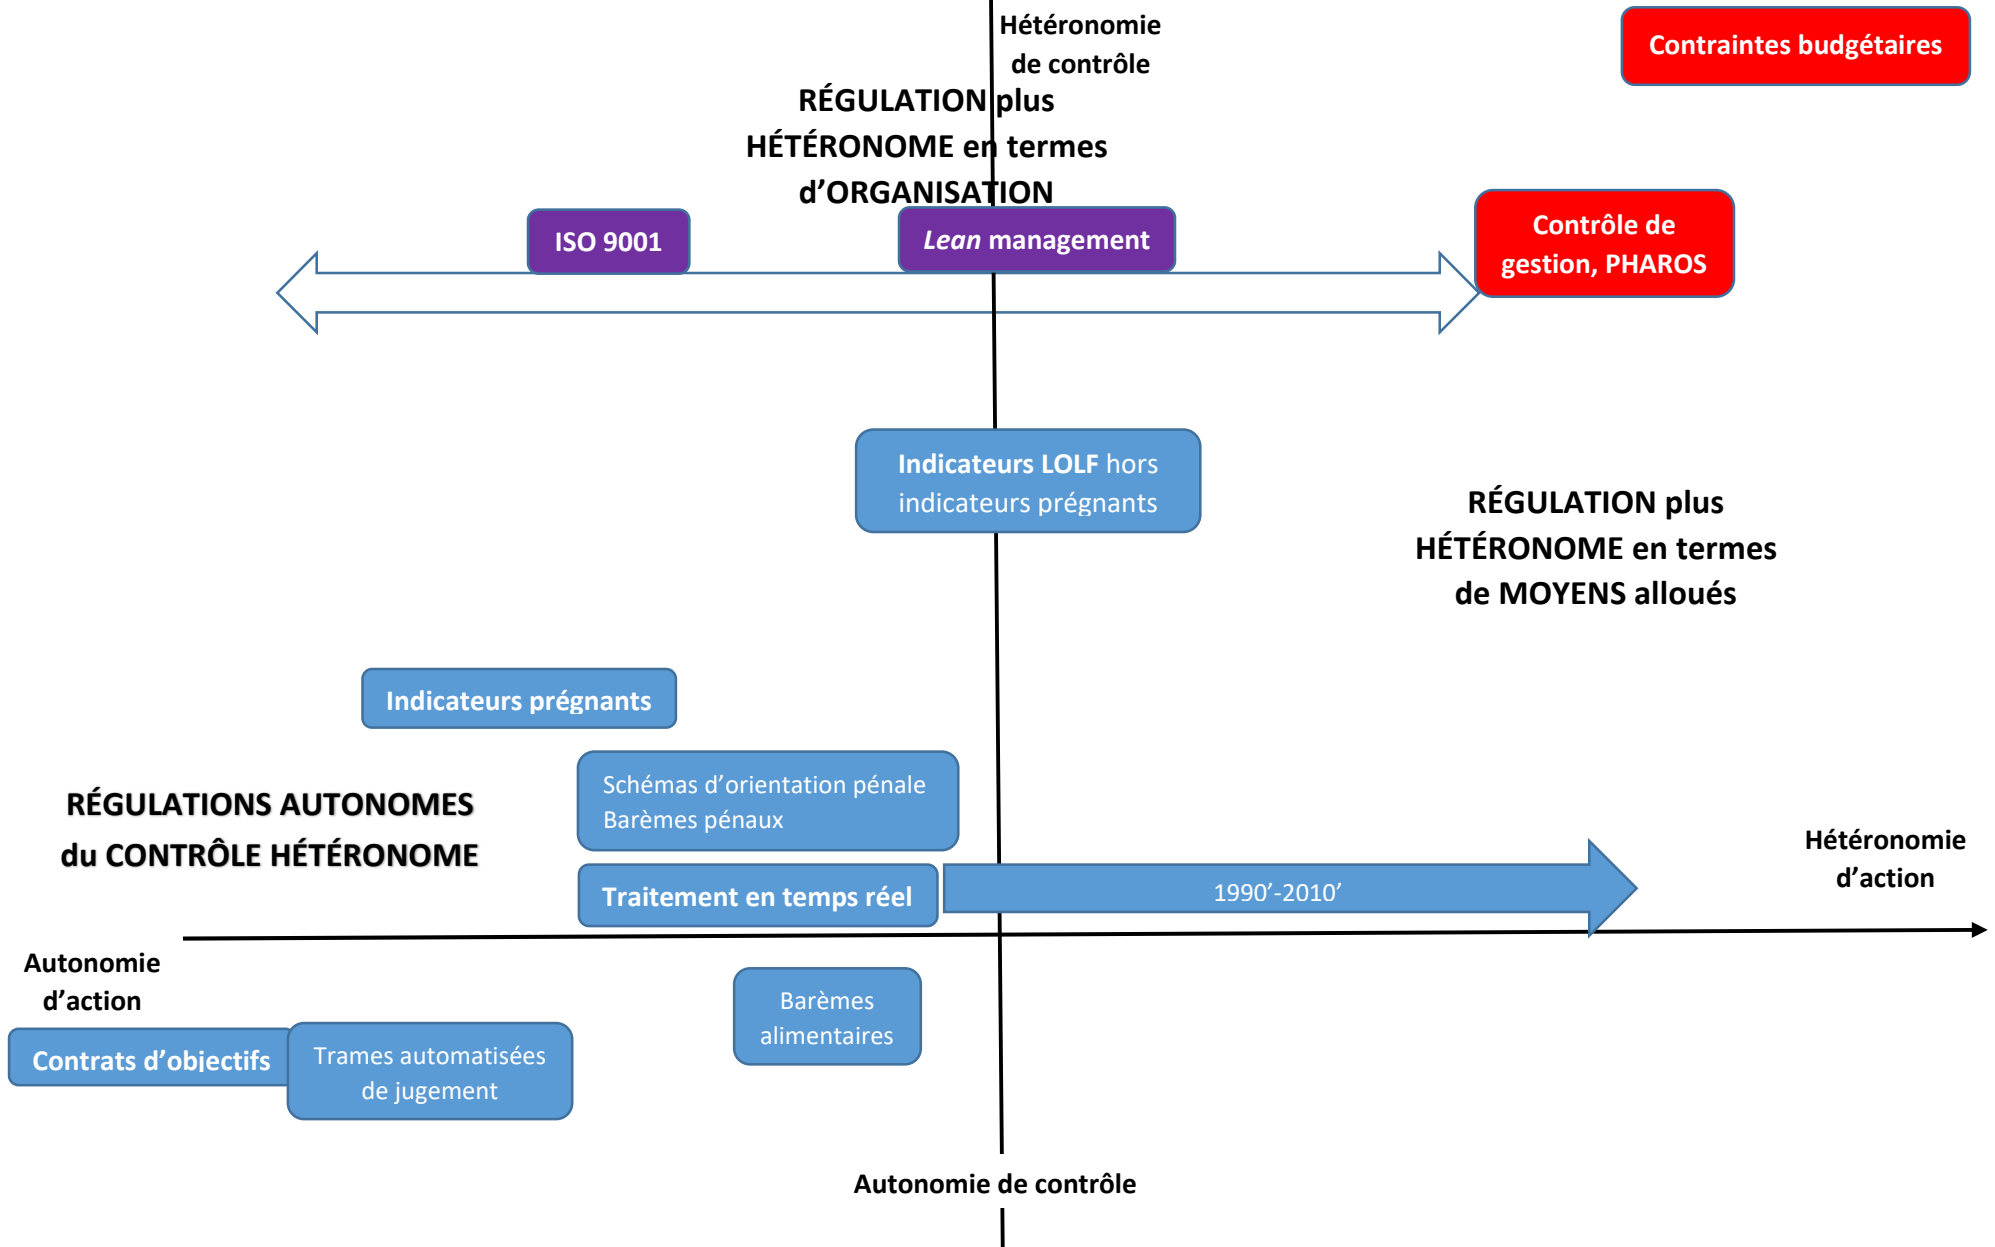 Hétéronomie
de contrôle
Contraintes budgétaires
RÉGULATION plus
HÉTÉRONOME en termes
d’ORGANISATION
ISO 9001
Lean management
Contrôle de
gestion, PHAROS
Indicateurs LOLF hors
indicateurs prégnants
RÉGULATION plus
HÉTÉRONOME en termes
de MOYENS alloués
Indicateurs prégnants
Schémas d’orientation pénale
Barèmes pénaux
RÉGULATIONS AUTONOMES
du CONTRÔLE HÉTÉRONOME
Traitement en temps réel
1990’-2010’
Hétéronomie
d’action
Autonomie
d’action
Contrats d’objectifs
Trames automatisées
de jugement
Barèmes
alimentaires
Autonomie de contrôle